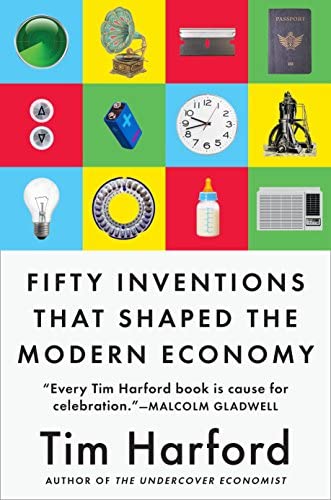 PASSPORT
FIFTY INVENTIONS
THAT SHAPED THE
MODERN ECONOMY
“Every Tim Harford book is cause for
celebration.”—MALCOLM GLADWELL
Tim Harford
AUTHOR OF THE UNDERCOVER ECONOMIST